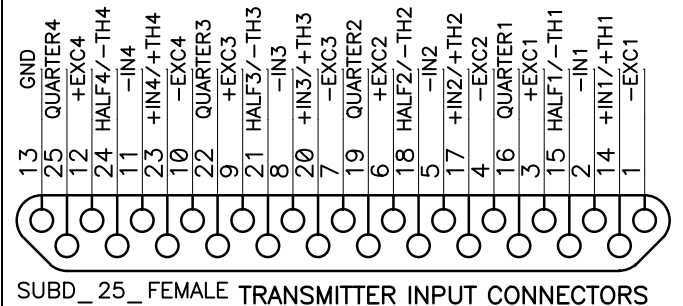 13 GND
25 QUARTER4
12 +EXC4
24 HALF4/−TH4
11 −IN4
23 +IN4/+TH4
10 −EXC4
22 QUARTER3
9 +EXC3
21 HALF3/−TH3
8 −IN3
20 +IN3/+TH3
7 −EXC3
19 QUARTER2
6 +EXC2
18 HALF2/−TH2
5 −IN2
17 +IN2/+TH2
4 −EXC2
16 QUARTER1
3 +EXC1
15 HALF1/−TH1
2 −IN1
14 +IN1/+TH1
1 −EXC1
SUBD_25_FEMALE TRANSMITTER INPUT CONNECTORS